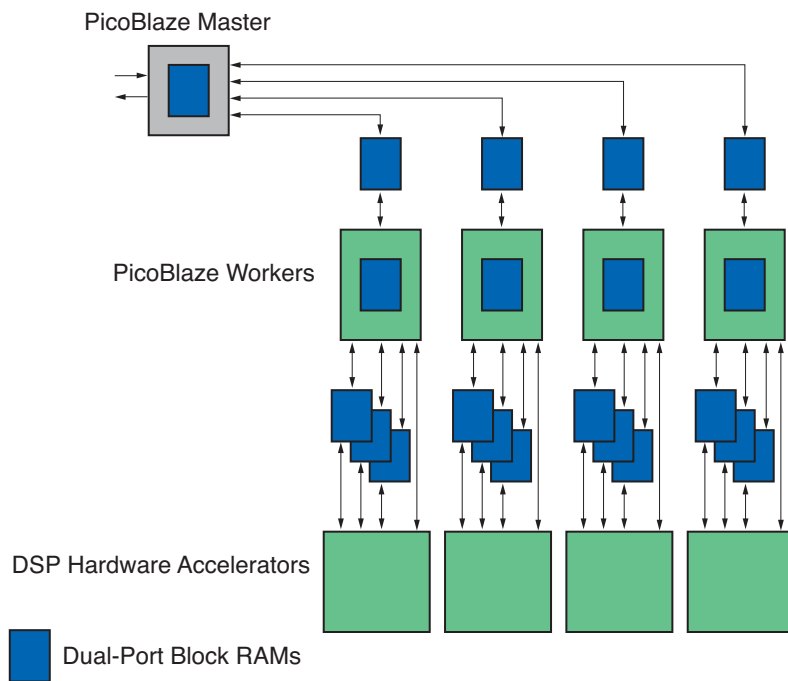 PicoBlaze Master
PicoBlaze Workers
DSP Hardware Accelerators
Dual-Port Block RAMs